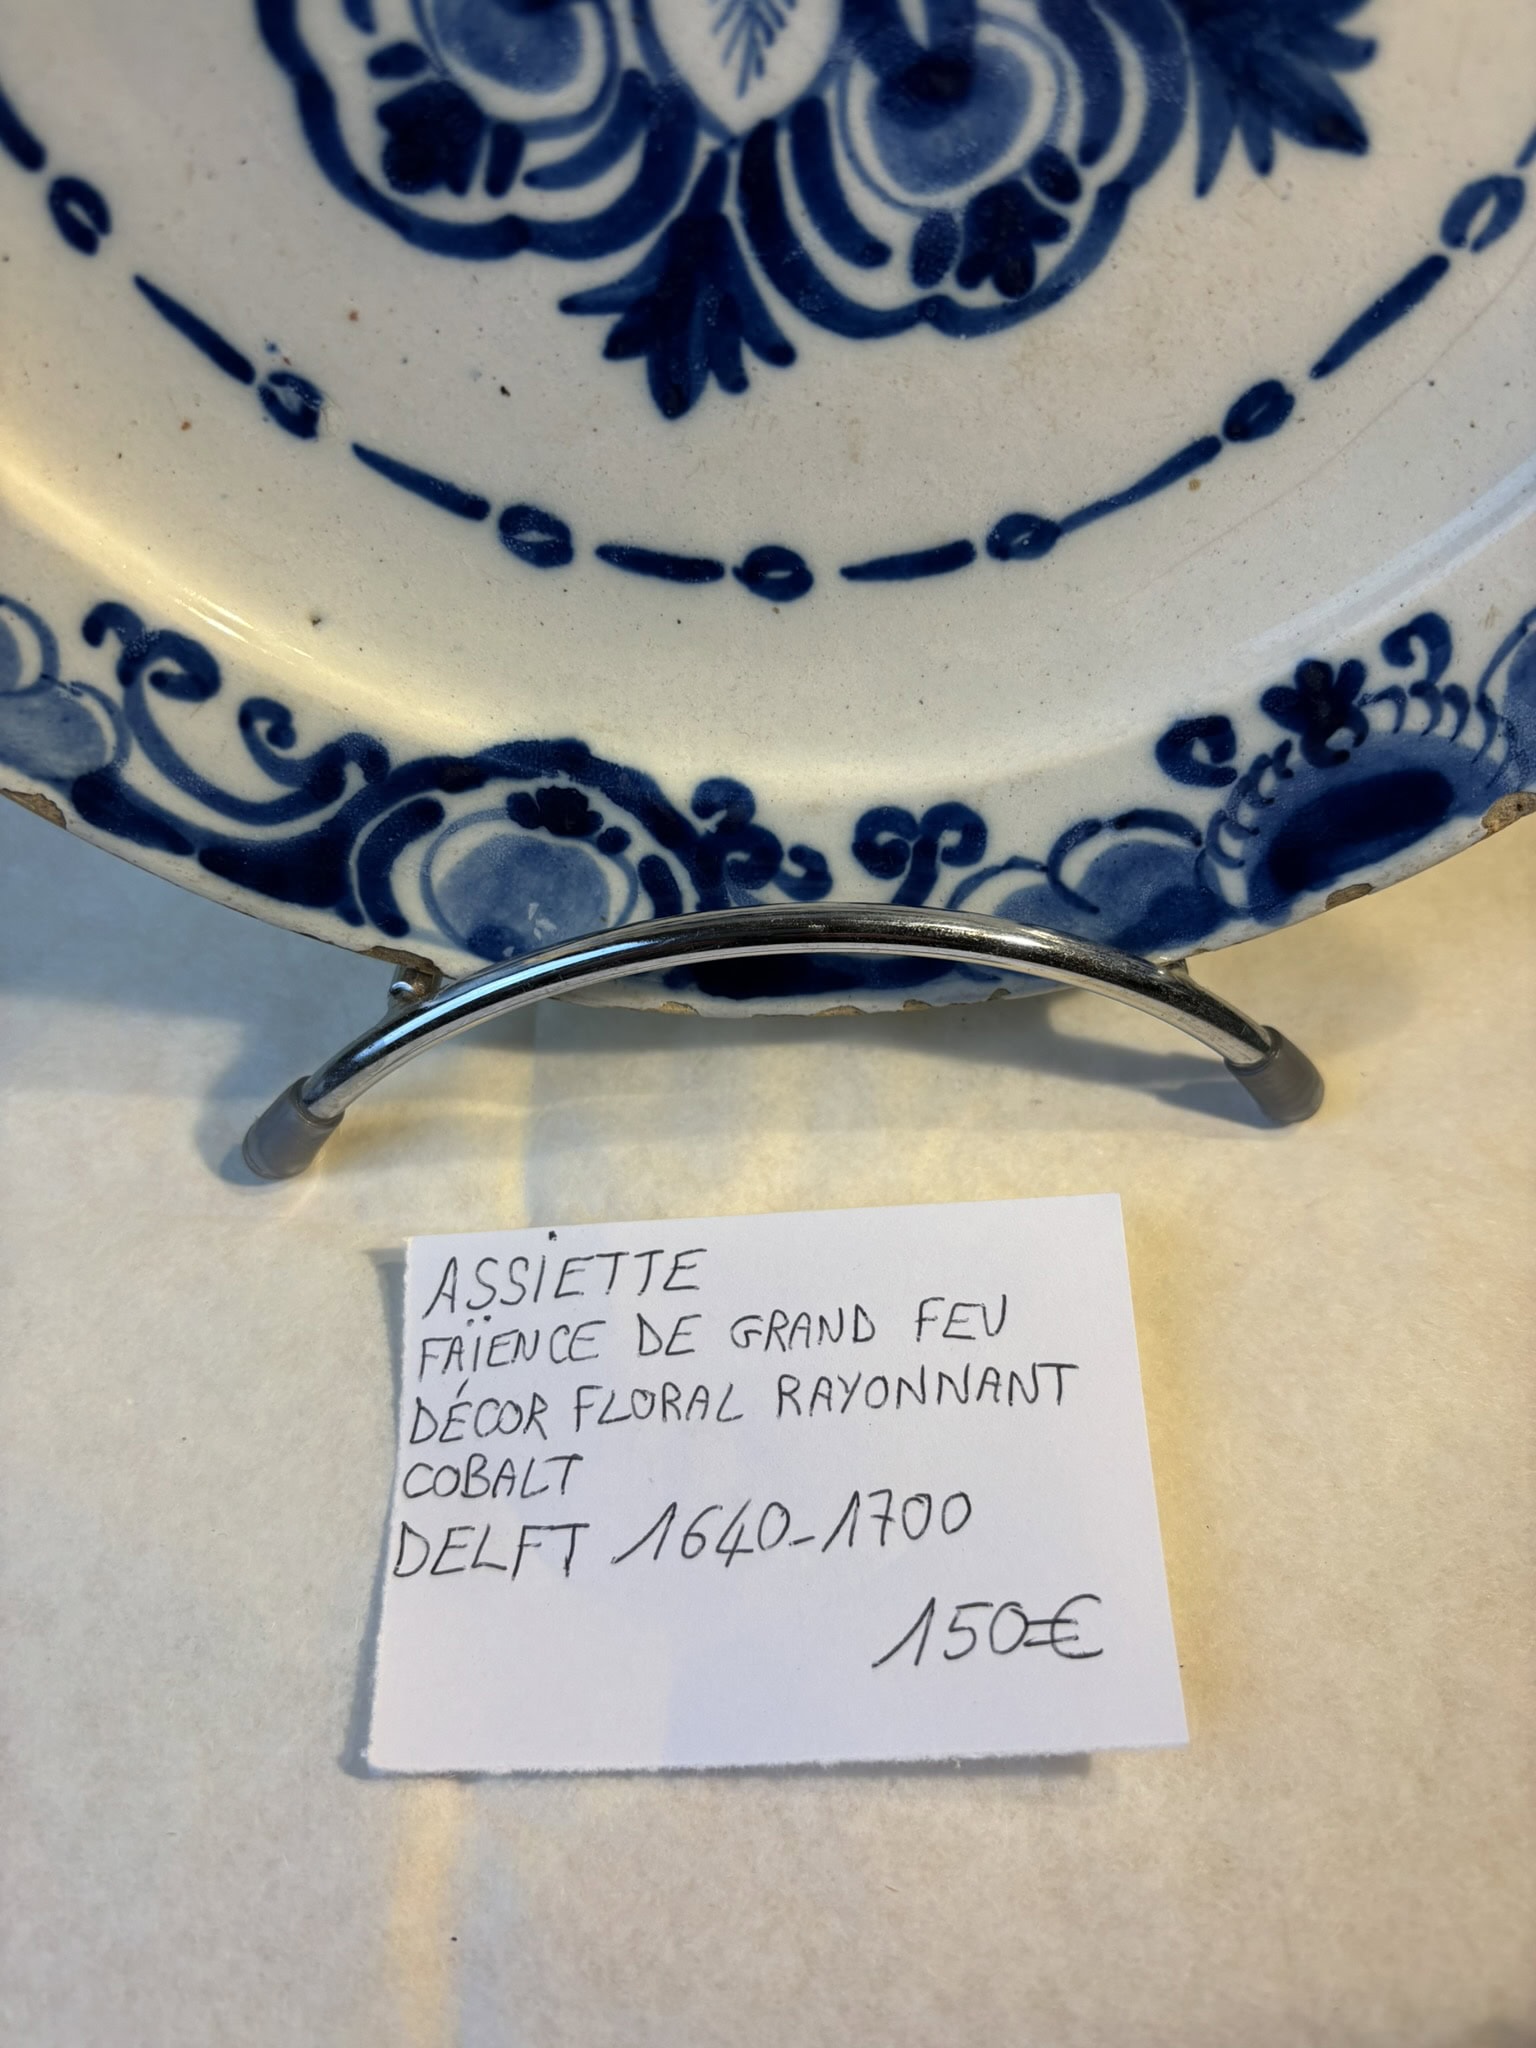 ASSIETTE
FAÏENCE DE GRAND FEU
DÉCOR FLORAL RAYONNANT
COBALT
DELFT 1640-1700
150€